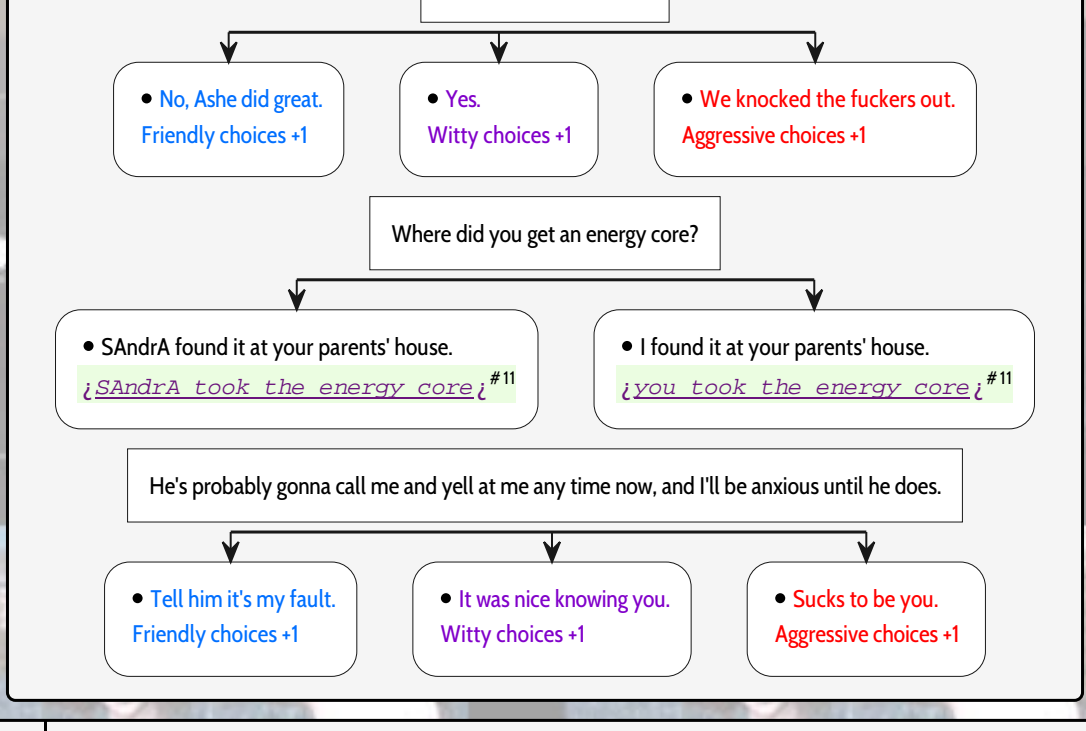 • No, Ashe did great.
Friendly choices +1
• Yes.
Witty choices +1
• We knocked the fuckers out.
Aggressive choices +1
Where did you get an energy core?
• SAndrA found it at your parents' house.
¿SAndrA took the energy core¿#11
• I found it at your parents' house.
¿you took the energy core¿#11
He's probably gonna call me and yell at me any time now, and I'll be anxious until he does.
• Tell him it's my fault.
Friendly choices +1
• It was nice knowing you.
Witty choices +1
• Sucks to be you.
Aggressive choices +1